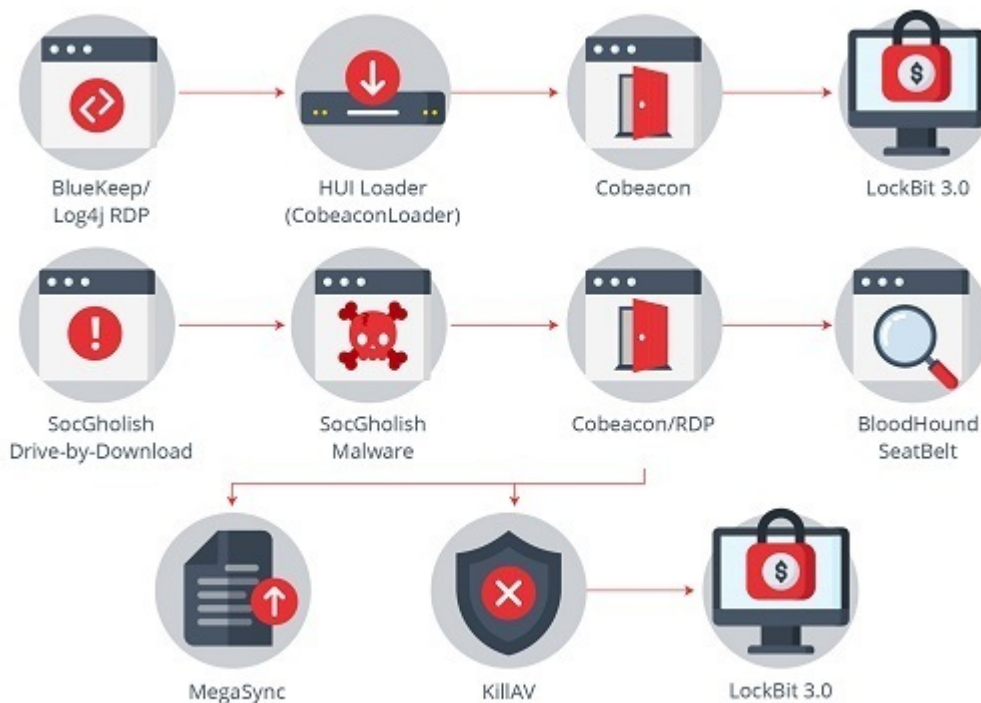 BlueKeep/
Log4j RDP
HUI Loader
(CobeaconLoader)
Cobeacon
LockBit 3.0
SocGholish
Drive-by-Download
SocGholish
Malware
Cobeacon/RDP
BloodHound
SeatBelt
MegaSync
KillAV
LockBit 3.0